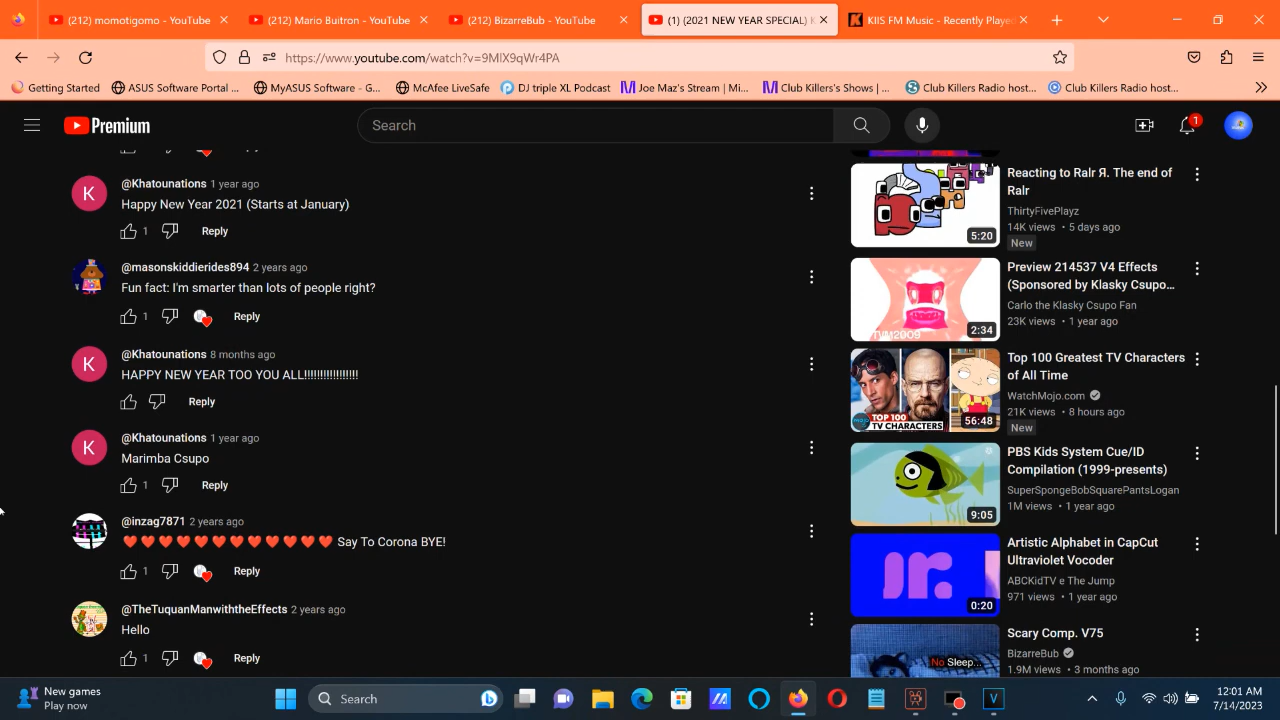 (212) momotigomo - YouTube
(212) Mario Buitron - YouTube
(212) BizarreBub - YouTube
(1) (2021 NEW YEAR SPECIAL) K
KIIS FM Music - Recently Playe
https://www.youtube.com/watch?v=9MlX9qWr4PA
Getting Started
ASUS Software Portal ...
MyASUS Software - G...
McAfee LiveSafe
DJ triple XL Podcast
Joe Maz's Stream | Mi...
Club Killers's Shows | ...
Club Killers Radio host...
Club Killers Radio host...
Premium
Search
1
Reply
@Khatounations 1 year ago
Happy New Year 2021 (Starts at January)
1 Reply
@masonskiddierides894 2 years ago
Fun fact: I'm smarter than lots of people right?
1 Reply
@Khatounations 8 months ago
HAPPY NEW YEAR TOO YOU ALL!!!!!!!!!!!!!!!!!
Reply
@Khatounations 1 year ago
Marimba Csupo
1 Reply
@inzag7871 2 years ago
❤️❤️❤️❤️❤️❤️❤️❤️❤️❤️❤️❤️ Say To Corona BYE!
1 Reply
@TheTuquanManwiththeEffects 2 years ago
Hello
1 Reply
K
K
K
5:20
Reacting to Ralr Я. The end of
Ralr
ThirtyFivePlayz
14K views • 5 days ago
New
TVM2009
2:34
Preview 214537 V4 Effects
(Sponsored by Klasky Csupo...
Carlo the Klasky Csupo Fan
23K views • 1 year ago
TOP 100
TV CHARACTERS
56:48
Top 100 Greatest TV Characters
of All Time
WatchMojo.com
21K views • 8 hours ago
New
9:05
PBS Kids System Cue/ID
Compilation (1999-presents)
SuperSpongeBobSquarePantsLogan
1M views • 1 year ago
jr.
0:20
Artistic Alphabet in CapCut
Ultraviolet Vocoder
ABCKidTV e The Jump
971 views • 1 year ago
No Sleep...
Scary Comp. V75
BizarreBub
1.9M views • 3 months ago
New games
Play now
Search
12:01 AM
7/14/2023